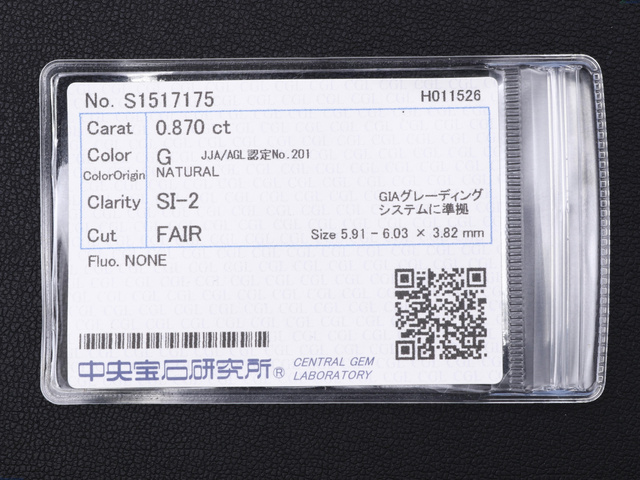 No. S1517175 H011526
Carat 0.870 ct
Color G JJA/AGL認定No.201
ColorOrigin NATURAL
Clarity SI-2 GIAグレーディング
システムに準拠
Cut FAIR Size 5.91 - 6.03 × 3.82 mm
Fluo. NONE
中央宝石研究所® CENTRAL GEM
LABORATORY